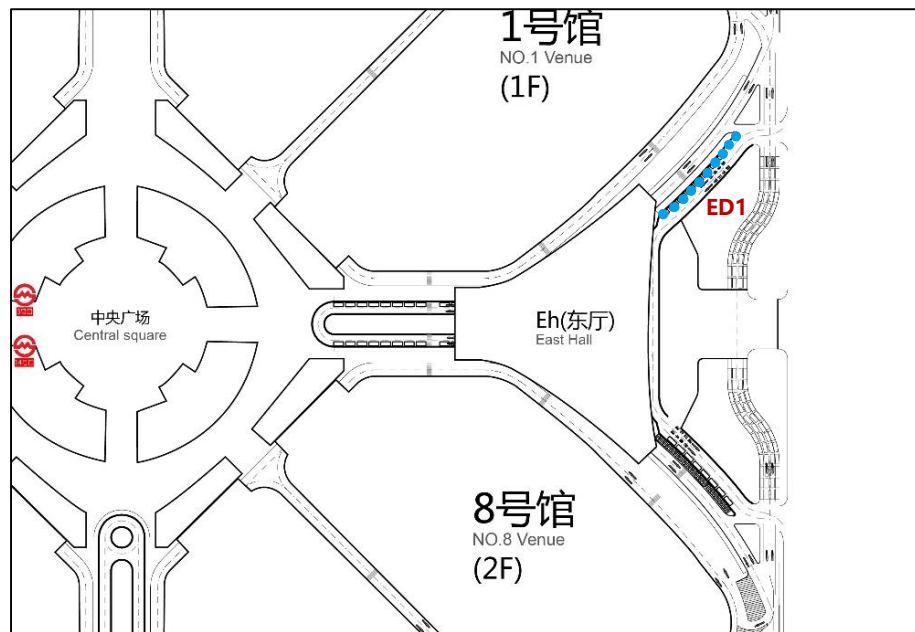 1号馆
NO.1 Venue
(1F)
ED1
中央广场
Central square
Eh(东厅)
East Hall
8号馆
NO.8 Venue
(2F)